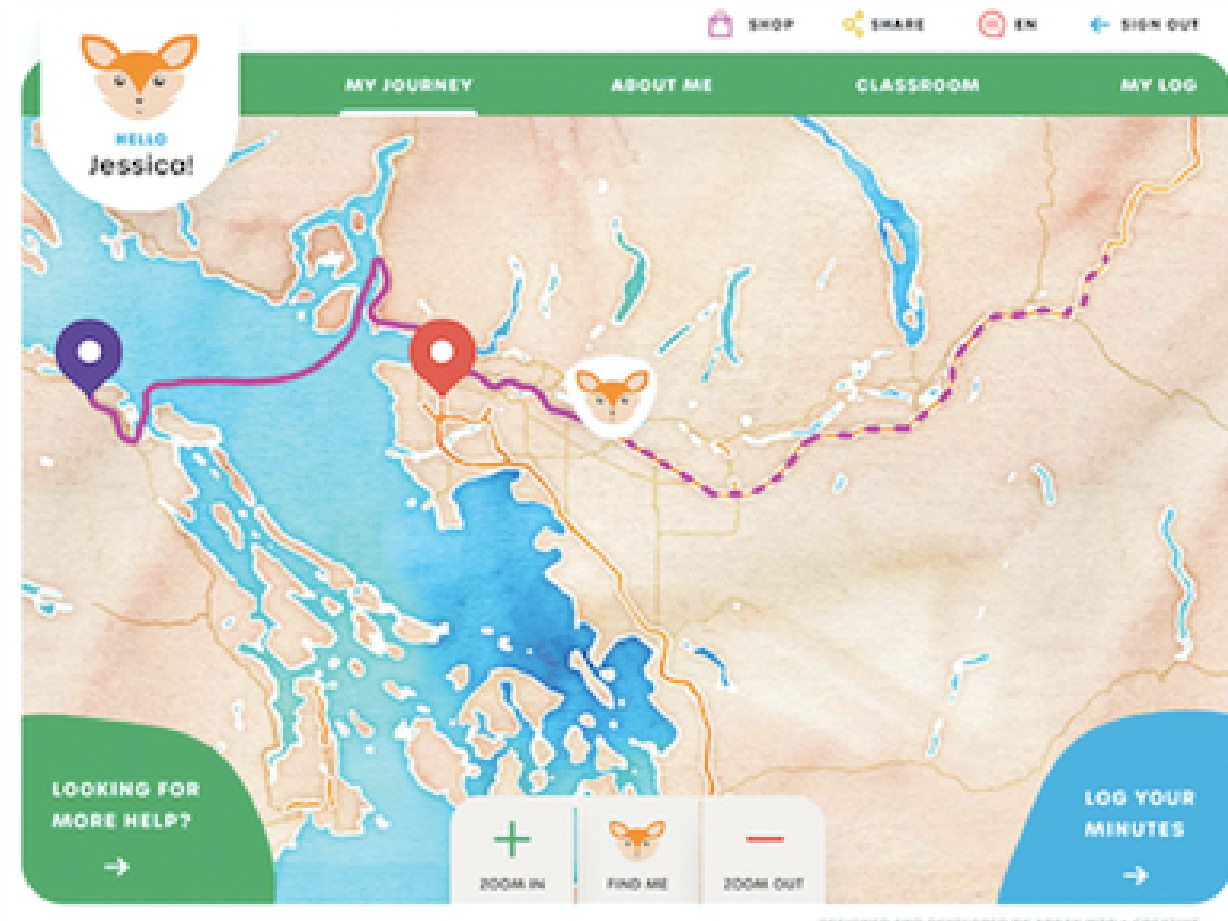 SHOP
SHARE
EN
SIGN OUT
MY JOURNEY
ABOUT ME
CLASSROOM
MY LOG
HELLO
Jessica!
LOOKING FOR
MORE HELP?
ZOOM IN
FIND ME
ZOOM OUT
LOG YOUR
MINUTES